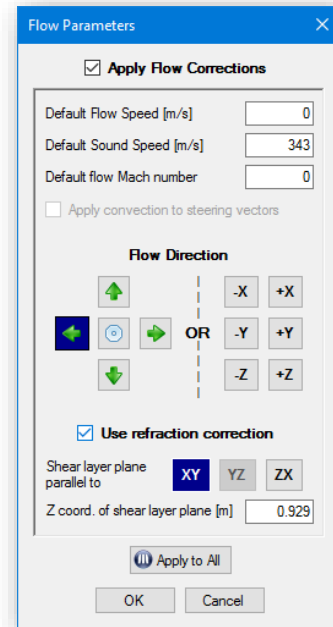 Flow Parameters
Apply Flow Corrections
Default Flow Speed [m/s] 0
Default Sound Speed [m/s] 343
Default flow Mach number 0
Apply convection to steering vectors
Flow Direction
-X +X
OR -Y +Y
-Z +Z
Use refraction correction
Shear layer plane
parallel to XY YZ ZX
Z coord. of shear layer plane [m] 0.929
Apply to All
OK Cancel